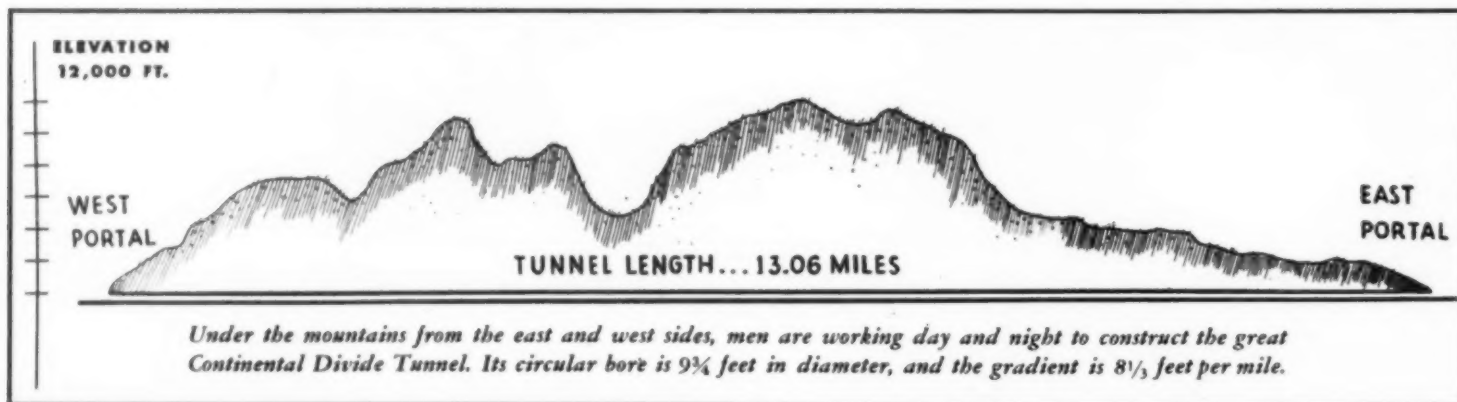 ELEVATION
12,000 FT.
WEST
PORTAL
EAST
PORTAL
TUNNEL LENGTH...13.06 MILES
Under the mountains from the east and west sides, men are working day and night to construct the great
Continental Divide Tunnel. Its circular bore is 9¾ feet in diameter, and the gradient is 8⅓ feet per mile.